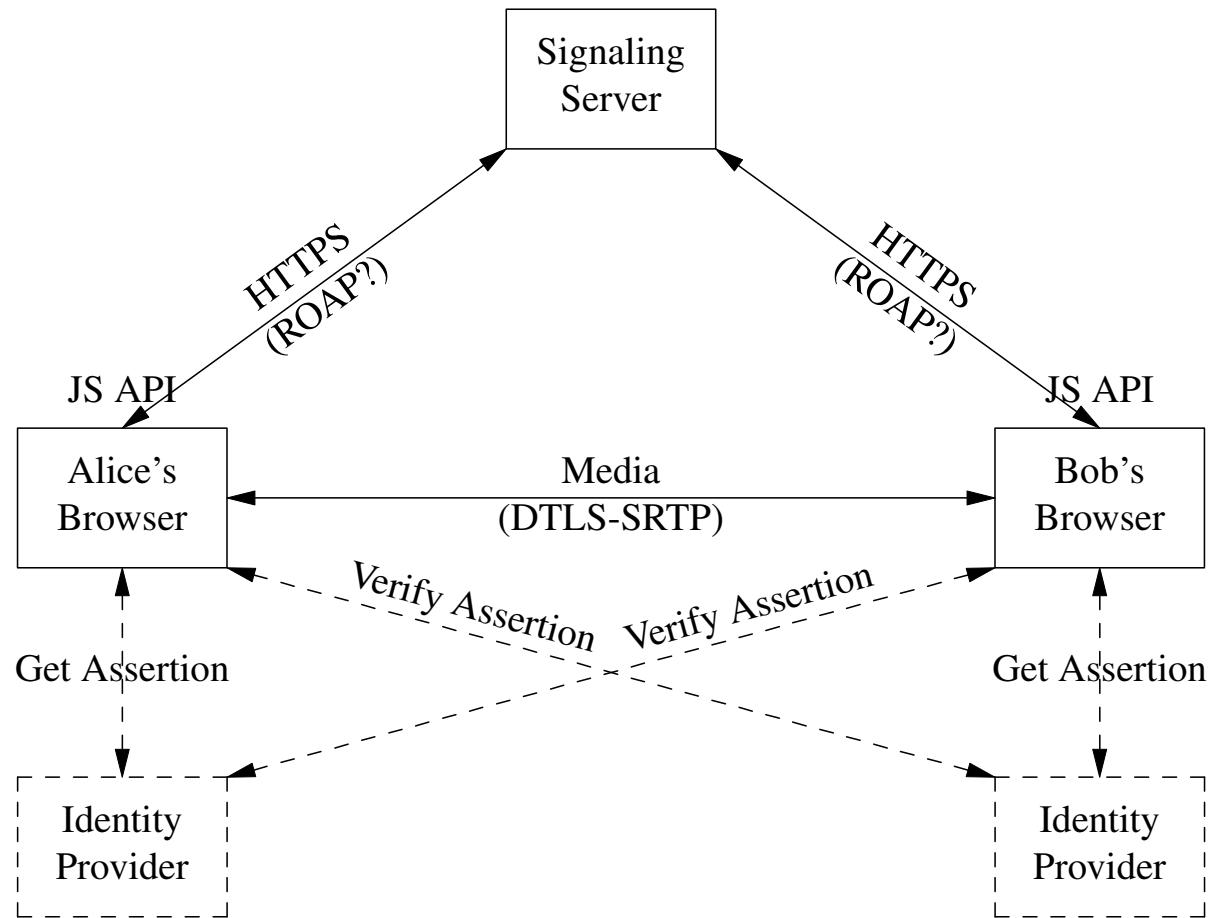 Signaling
Server
HTTPS
(ROAP?)
HTTPS
(ROAP?)
JS API
JS API
Alice’s
Browser
Media
(DTLS-SRTP)
Bob’s
Browser
Verify Assertion
Verify Assertion
Get Assertion
Get Assertion
Identity
Provider
Identity
Provider